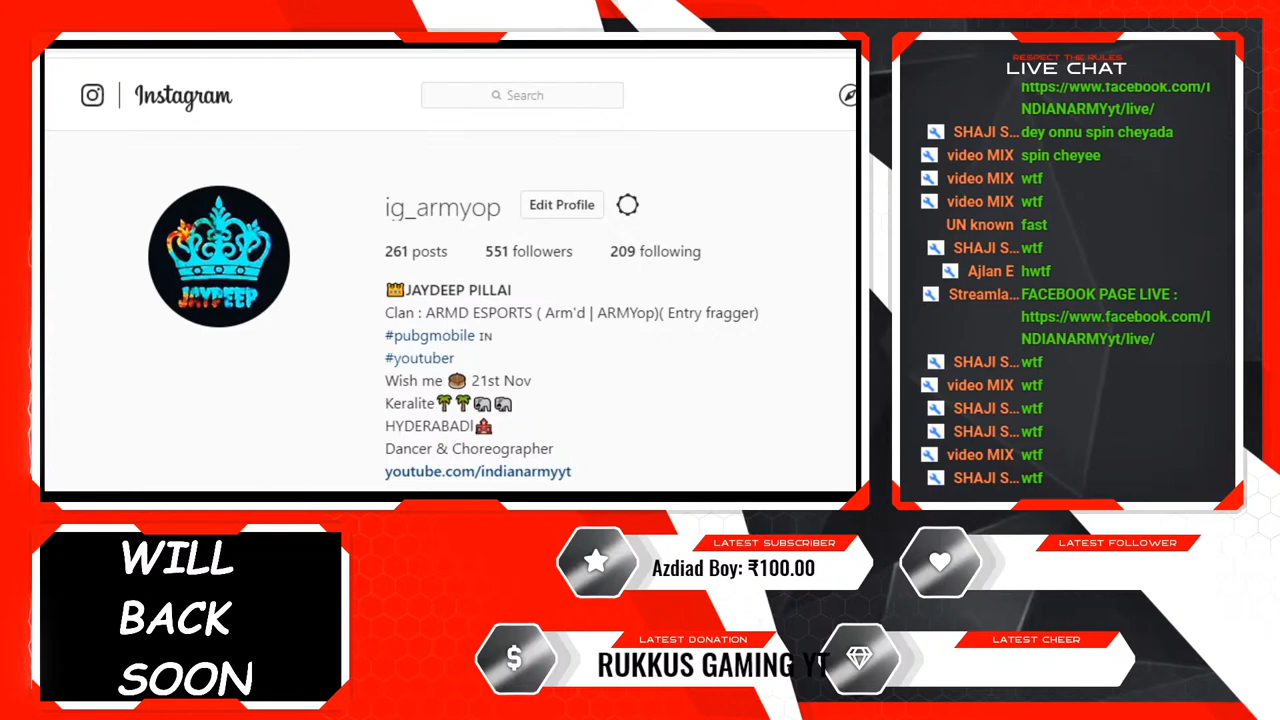 Instagram
Search
JAYDEEP
ig_armyop
Edit Profile
261 posts 551 followers 209 following
👑JAYDEEP PILLAI
Clan : ARMD ESPORTS ( Arm'd | ARMYop)( Entry fragger)
#pubgmobile IN
#youtuber
Wish me 🎂 21st Nov
Keralite🌴🌴🐘🐘
HYDERABADI🕌
Dancer & Choreographer
youtube.com/indianarmyyt
RESPECT THE RULES
LIVE CHAT
https://www.facebook.com/I
NDIANARMYyt/live/
SHAJI S... dey onnu spin cheyada
video MIX spin cheyee
video MIX wtf
video MIX wtf
UN known fast
SHAJI S... wtf
Ajlan E hwtf
Streamla... FACEBOOK PAGE LIVE :
https://www.facebook.com/I
NDIANARMYyt/live/
SHAJI S... wtf
video MIX wtf
SHAJI S... wtf
SHAJI S... wtf
video MIX wtf
SHAJI S... wtf
WILL
BACK
SOON
LATEST SUBSCRIBER
Azdiad Boy: ₹100.00
LATEST FOLLOWER
LATEST DONATION
RUKKUS GAMING YT
LATEST CHEER